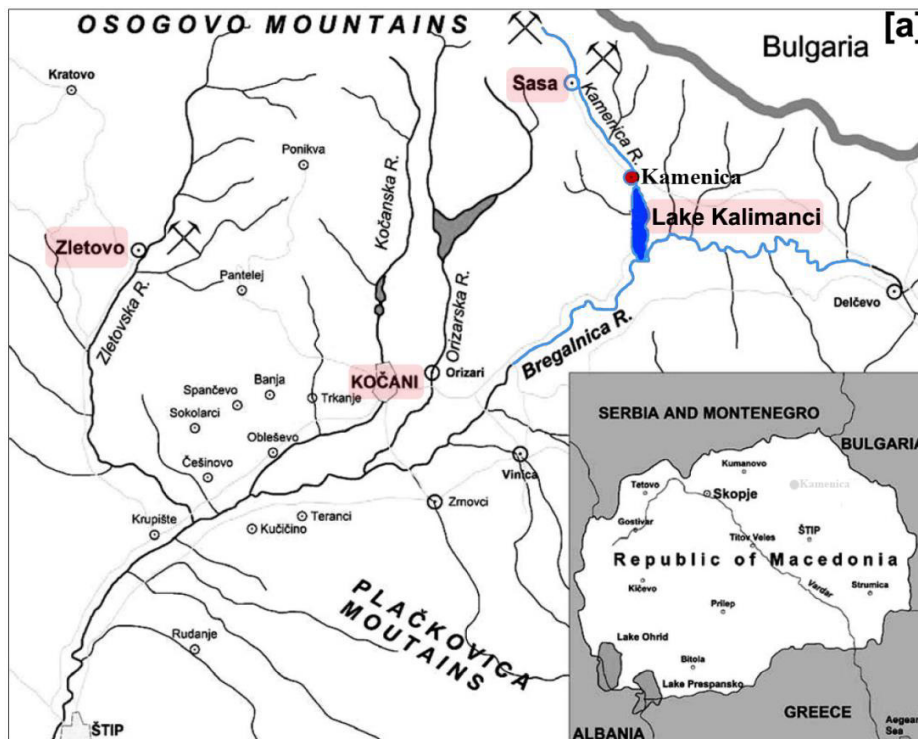 OSOGOVO MOUNTAINS
[a]
Bulgaria
Kratovo
Sasa
Kamenica R.
Ponikva
Kočanska R.
Kamenica
Lake Kalimanci
Zletovo
Zletovska R.
Pantelej
Orizarska R.
Delčevo
Bregalnica R.
KOČANI
Orizari
Banja
Spančevo
Trkanje
Sokolarci
Obleševo
Češinovo
Vinica
Zrnovci
Krupište
Teranci
Kučičino
PLAČKOVICA
MOUTAINS
Rudanje
ŠTIP
SERBIA AND MONTENEGRO
BULGARIA
Kumanovo
Tetovo
Skopje
Kamenica
Gostivar
Titov Veles
ŠTIP
Republic of Macedonia
Kičevo
Vardar
Strumica
Prilep
Lake Ohrid
Bitola
Lake Prespansko
GREECE
ALBANIA
Aegean
Sea